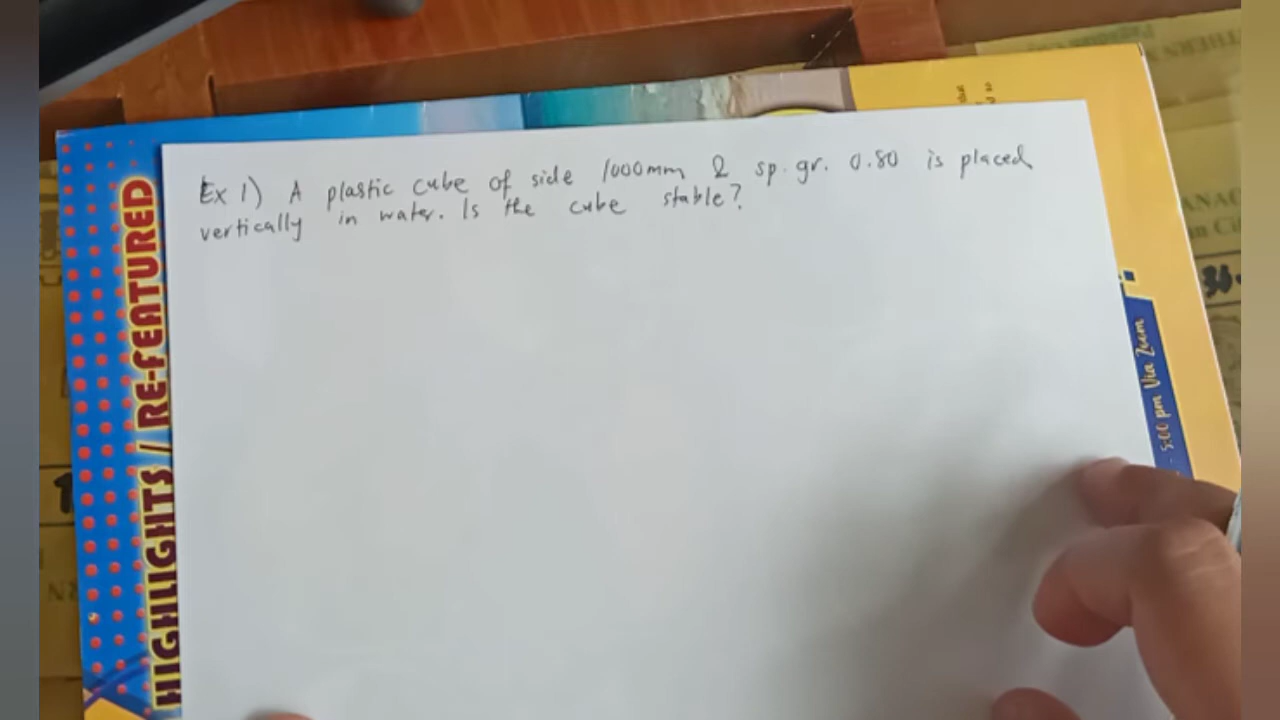 Ex 1) A plastic cube of side 1000mm & sp. gr. 0.80 is placed
vertically in water. Is the cube stable?
HIGHLIGHTS / RE-FEATURED
5:00 pm Via Zoom